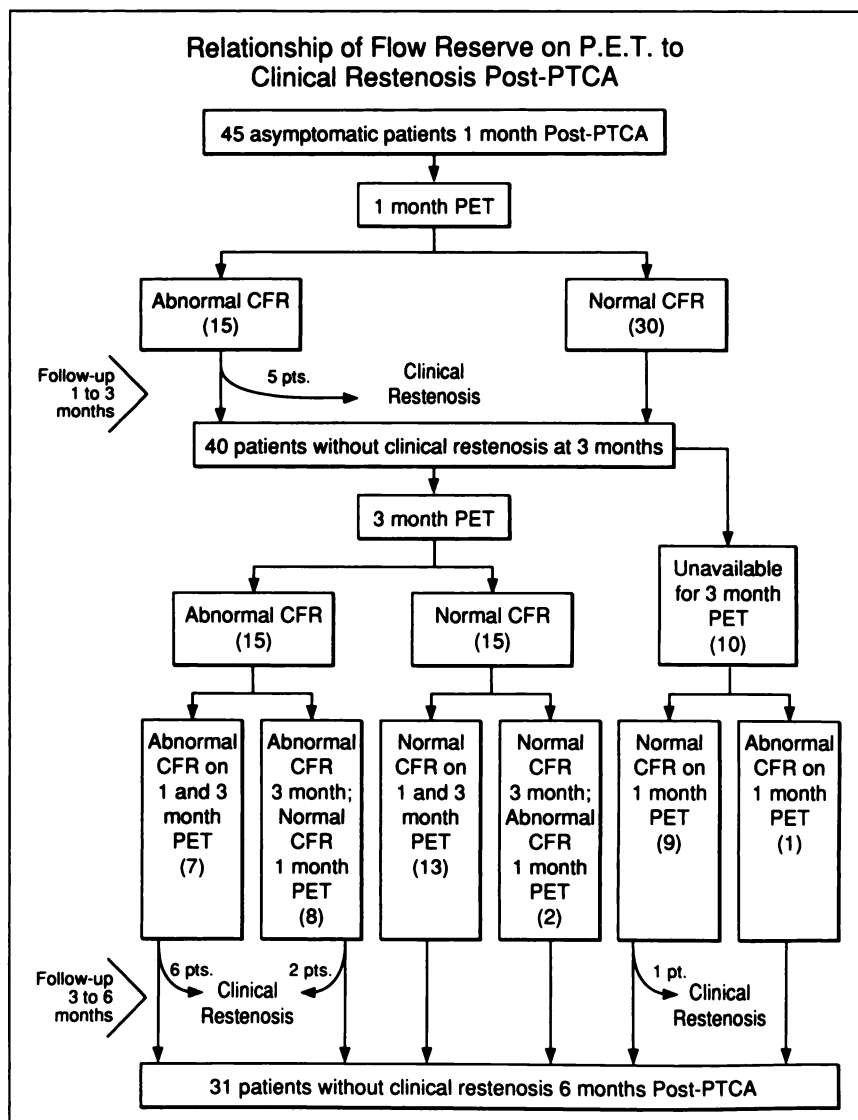 Relationship of Flow Reserve on P.E.T. to
Clinical Restenosis Post-PTCA
45 asymptomatic patients 1 month Post-PTCA
1 month PET
Abnormal CFR
(15)
Normal CFR
(30)
Follow-up
1 to 3
months
5 pts.
Clinical
Restenosis
40 patients without clinical restenosis at 3 months
3 month PET
Unavailable
for 3 month
PET
(10)
Abnormal CFR
(15)
Normal CFR
(15)
Abnormal
CFR on
1 and 3
month
PET
(7)
Abnormal
CFR
3 month;
Normal
CFR
1 month
PET
(8)
Normal
CFR on
1 and 3
month
PET
(13)
Normal
CFR
3 month;
Abnormal
CFR
1 month
PET
(2)
Normal
CFR on
1 month
PET
(9)
Abnormal
CFR on
1 month
PET
(1)
Follow-up
3 to 6
months
6 pts.
2 pts.
Clinical
Restenosis
1 pt.
Clinical
Restenosis
31 patients without clinical restenosis 6 months Post-PTCA